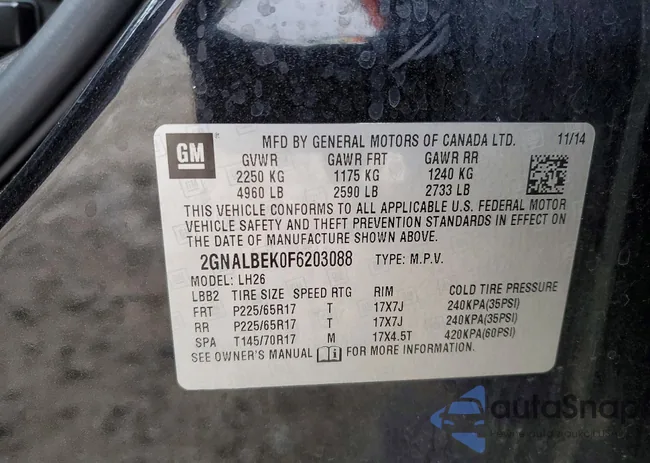 GM
MFD BY GENERAL MOTORS OF CANADA LTD. 11/14
GVWR GAWR FRT GAWR RR
2250 KG 1175 KG 1240 KG
4960 LB 2590 LB 2733 LB
THIS VEHICLE CONFORMS TO ALL APPLICABLE U.S. FEDERAL MOTOR
VEHICLE SAFETY AND THEFT PREVENTION STANDARDS IN EFFECT ON
THE DATE OF MANUFACTURE SHOWN ABOVE.
2GNALBEK0F6203088 TYPE: M.P.V.
MODEL: LH26
LBB2 TIRE SIZE SPEED RTG RIM COLD TIRE PRESSURE
FRT P225/65R17 T 17X7J 240KPA(35PSI)
RR P225/65R17 T 17X7J 240KPA(35PSI)
SPA T145/70R17 M 17X4.5T 420KPA(60PSI)
SEE OWNER'S MANUAL FOR MORE INFORMATION.
autoSnap